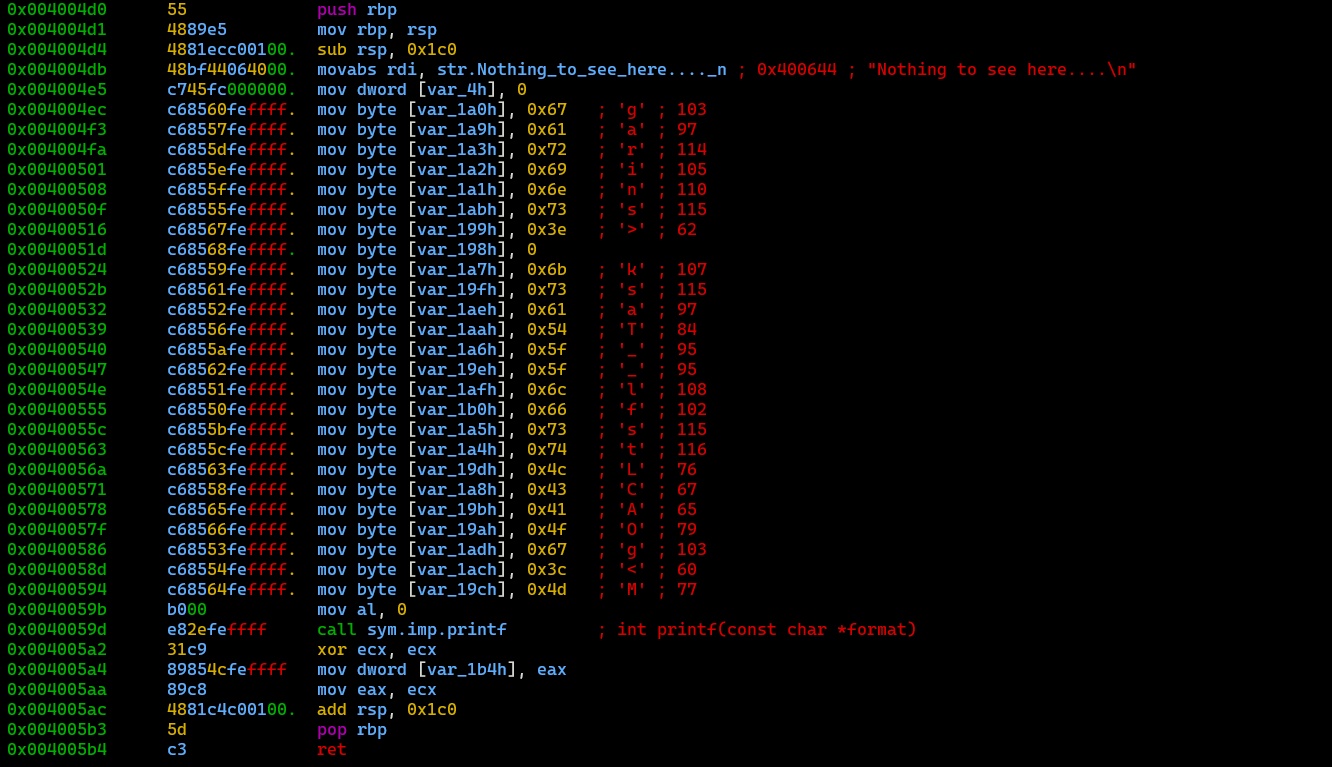 0x004004d0 55 push rbp
0x004004d1 4889e5 mov rbp, rsp
0x004004d4 4881ecc00100. sub rsp, 0x1c0
0x004004db 48bf44064000. movabs rdi, str.Nothing_to_see_here...._n ; 0x400644 ; "Nothing to see here....\n"
0x004004e5 c745fc000000. mov dword [var_4h], 0
0x004004ec c68560feffff. mov byte [var_1a0h], 0x67 ; 'g' ; 103
0x004004f3 c68557feffff. mov byte [var_1a9h], 0x61 ; 'a' ; 97
0x004004fa c6855dfeffff. mov byte [var_1a3h], 0x72 ; 'r' ; 114
0x00400501 c6855efeffff. mov byte [var_1a2h], 0x69 ; 'i' ; 105
0x00400508 c6855ffeffff. mov byte [var_1a1h], 0x6e ; 'n' ; 110
0x0040050f c68555feffff. mov byte [var_1abh], 0x73 ; 's' ; 115
0x00400516 c68567feffff. mov byte [var_199h], 0x3e ; '>' ; 62
0x0040051d c68568feffff. mov byte [var_198h], 0
0x00400524 c68559feffff. mov byte [var_1a7h], 0x6b ; 'k' ; 107
0x0040052b c68561feffff. mov byte [var_19fh], 0x73 ; 's' ; 115
0x00400532 c68552feffff. mov byte [var_1aeh], 0x61 ; 'a' ; 97
0x00400539 c68556feffff. mov byte [var_1aah], 0x54 ; 'T' ; 84
0x00400540 c6855afeffff. mov byte [var_1a6h], 0x5f ; '_' ; 95
0x00400547 c68562feffff. mov byte [var_19eh], 0x5f ; '_' ; 95
0x0040054e c68551feffff. mov byte [var_1afh], 0x6c ; 'l' ; 108
0x00400555 c68550feffff. mov byte [var_1b0h], 0x66 ; 'f' ; 102
0x0040055c c6855bfeffff. mov byte [var_1a5h], 0x73 ; 's' ; 115
0x00400563 c6855cfeffff. mov byte [var_1a4h], 0x74 ; 't' ; 116
0x0040056a c68563feffff. mov byte [var_19dh], 0x4c ; 'L' ; 76
0x00400571 c68558feffff. mov byte [var_1a8h], 0x43 ; 'C' ; 67
0x00400578 c68565feffff. mov byte [var_19bh], 0x41 ; 'A' ; 65
0x0040057f c68566feffff. mov byte [var_19ah], 0x4f ; 'O' ; 79
0x00400586 c68553feffff. mov byte [var_1adh], 0x67 ; 'g' ; 103
0x0040058d c68554feffff. mov byte [var_1ach], 0x3c ; '<' ; 60
0x00400594 c68564feffff. mov byte [var_19ch], 0x4d ; 'M' ; 77
0x0040059b b000 mov al, 0
0x0040059d e82efeffff call sym.imp.printf ; int printf(const char *format)
0x004005a2 31c9 xor ecx, ecx
0x004005a4 89854cfeffff mov dword [var_1b4h], eax
0x004005aa 89c8 mov eax, ecx
0x004005ac 4881c4c00100. add rsp, 0x1c0
0x004005b3 5d pop rbp
0x004005b4 c3 ret